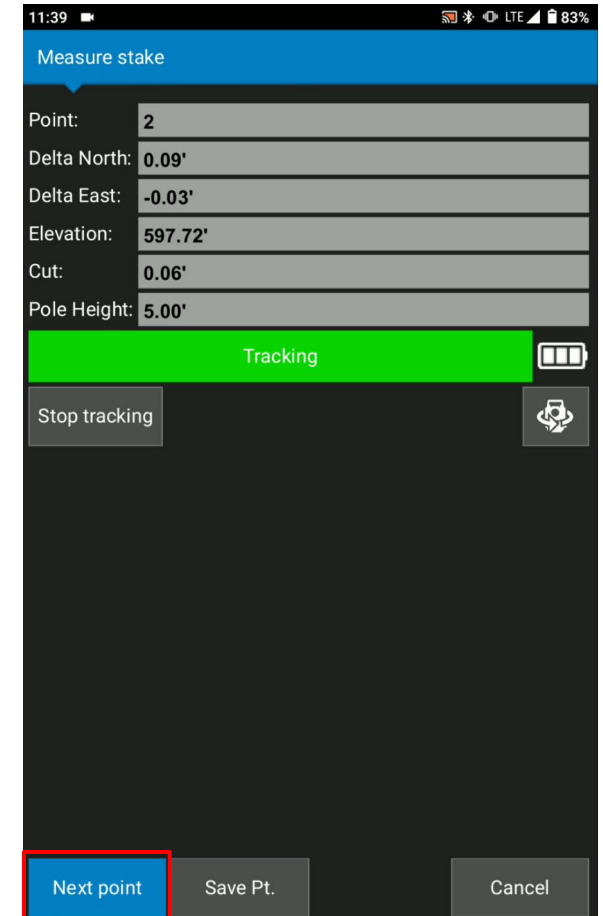 11:39 LTE 83%
Measure stake
Point: 2
Delta North: 0.09'
Delta East: -0.03'
Elevation: 597.72'
Cut: 0.06'
Pole Height: 5.00'
Tracking
Stop tracking
Next point Save Pt. Cancel